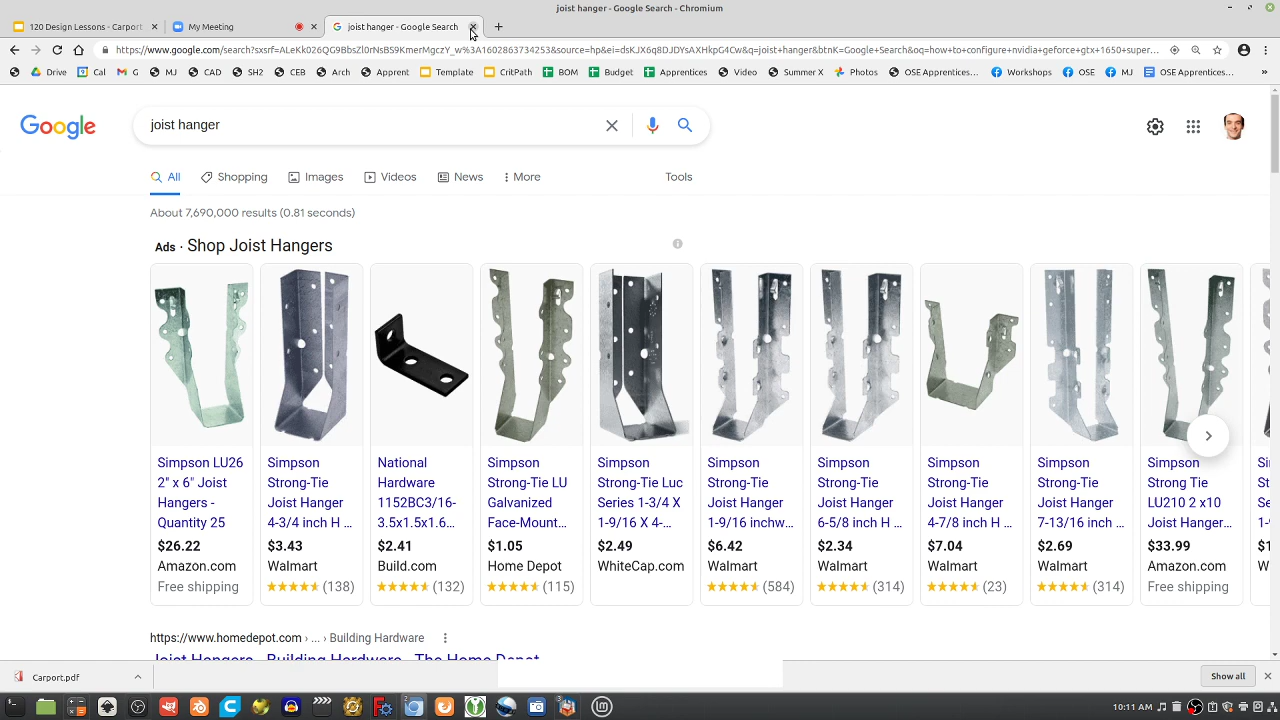 joist hanger - Google Search - Chromium
120 Design Lessons - Carport
My Meeting
joist hanger - Google Search
https://www.google.com/search?sxsrf=ALeKk026QG9BbsZl0rNsBS9KmerMgczY_w%3A1602863734253&source=hp&ei=dsKJX6q8DJDYsAXHkpG4Cw&q=joist+hanger&btnK=Google+Search&oq=how+to+configure+nvidia+geforce+gtx+1650+super...
Drive
Cal
G
MJ
CAD
SH2
CEB
Arch
Apprent
Template
CritPath
BOM
Budget
Apprentices
Video
Summer X
Photos
OSE Apprentices...
Workshops
OSE
MJ
OSE Apprentices...
»
Google
joist hanger
All
Shopping
Images
Videos
News
More
Tools
About 7,690,000 results (0.81 seconds)
Ads · Shop Joist Hangers
Simpson LU26
2" x 6" Joist
Hangers -
Quantity 25
$26.22
Amazon.com
Free shipping
Simpson
Strong-Tie
Joist Hanger
4-3/4 inch H ...
$3.43
Walmart
(138)
National
Hardware
1152BC3/16-
3.5x1.5x1.6...
$2.41
Build.com
(132)
Simpson
Strong-Tie LU
Galvanized
Face-Mount...
$1.05
Home Depot
(115)
Simpson
Strong-Tie Luc
Series 1-3/4 X
1-9/16 X 4-...
$2.49
WhiteCap.com
Simpson
Strong-Tie
Joist Hanger
1-9/16 inchw...
$6.42
Walmart
(584)
Simpson
Strong-Tie
Joist Hanger
6-5/8 inch H ...
$2.34
Walmart
(314)
Simpson
Strong-Tie
Joist Hanger
4-7/8 inch H ...
$7.04
Walmart
(23)
Simpson
Strong-Tie
Joist Hanger
7-13/16 inch ...
$2.69
Walmart
(314)
Simpson
Strong Tie
LU210 2 x10
Joist Hanger...
$33.99
Amazon.com
Free shipping
https://www.homedepot.com › ... › Building Hardware
Joist Hangers - Building Hardware - The Home Depot
Carport.pdf
Show all
10:11 AM